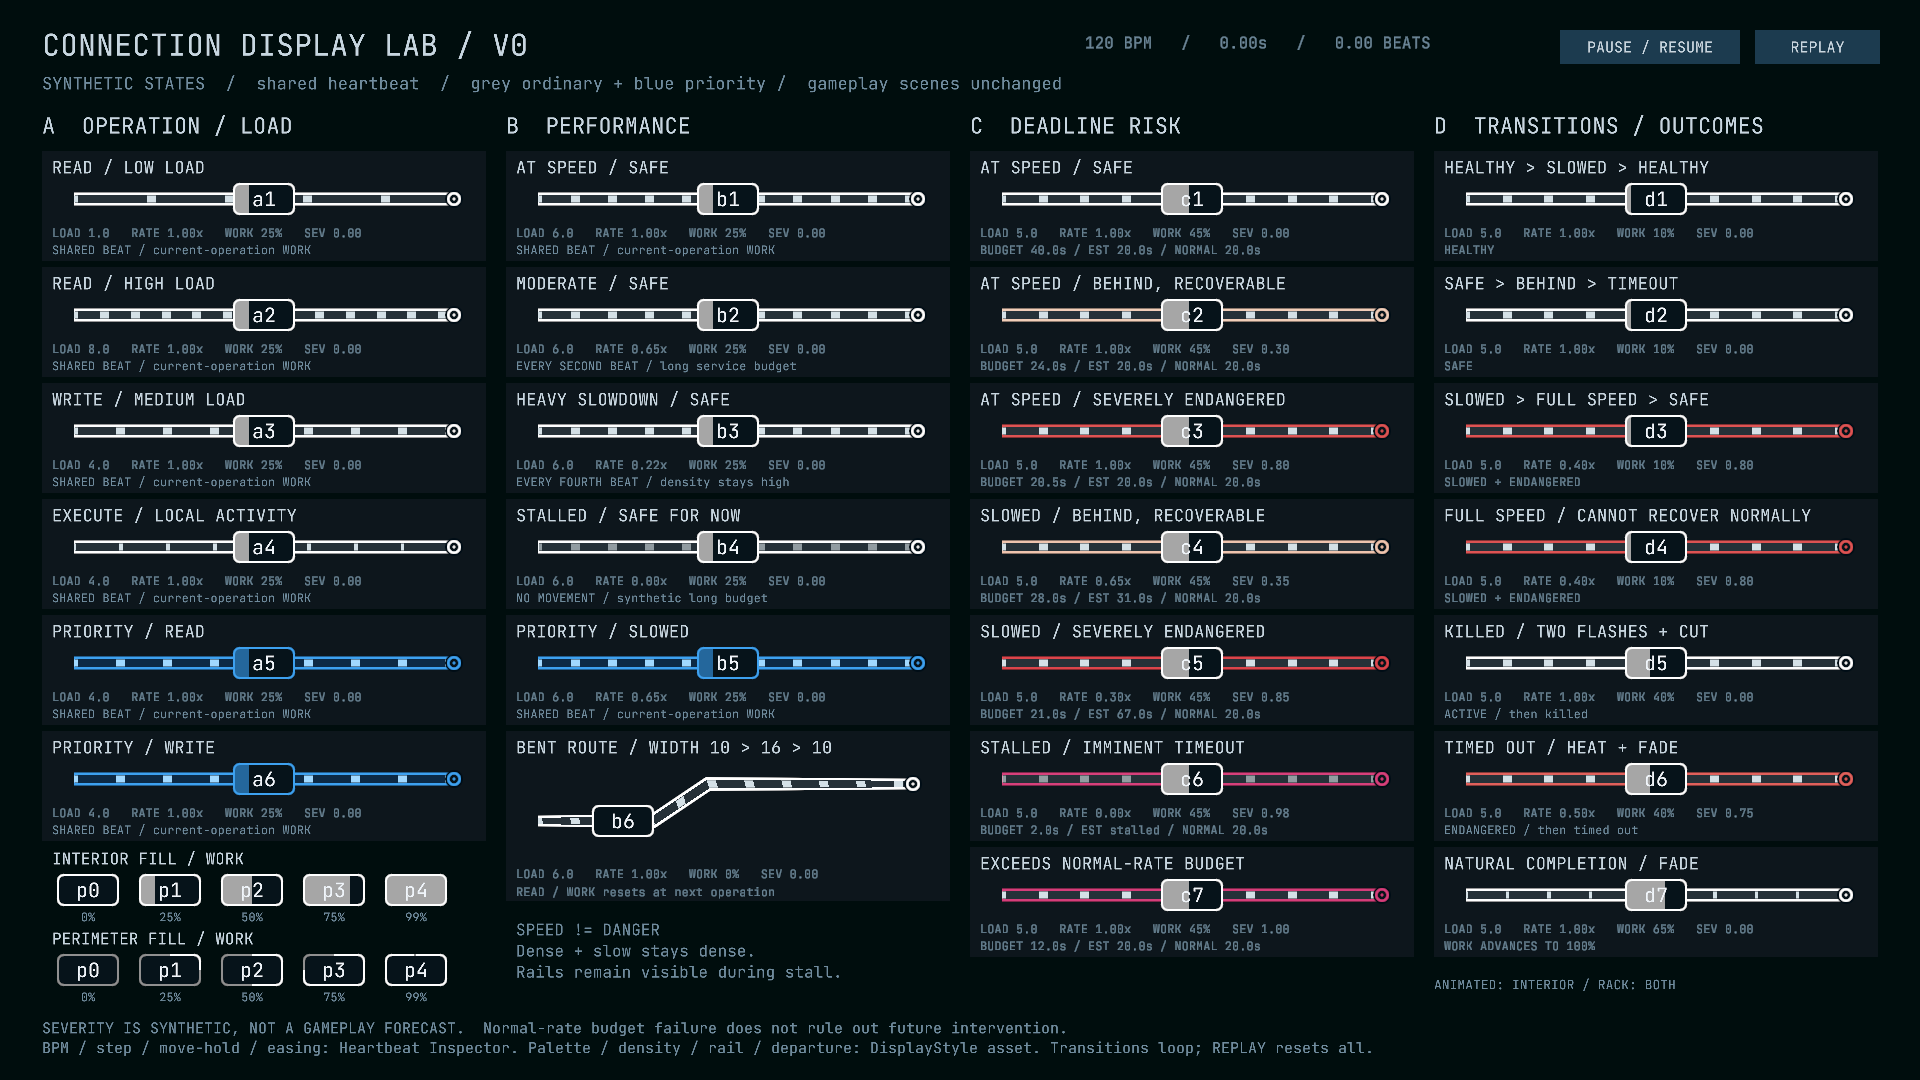 CONNECTION DISPLAY LAB / V0
120 BPM / 0.00s / 0.00 BEATS
PAUSE / RESUME
REPLAY
SYNTHETIC STATES / shared heartbeat / grey ordinary + blue priority / gameplay scenes unchanged
A OPERATION / LOAD
READ / LOW LOAD
a1
LOAD 1.0 RATE 1.00x WORK 25% SEV 0.00
SHARED BEAT / current-operation WORK
READ / HIGH LOAD
a2
LOAD 8.0 RATE 1.00x WORK 25% SEV 0.00
SHARED BEAT / current-operation WORK
WRITE / MEDIUM LOAD
a3
LOAD 4.0 RATE 1.00x WORK 25% SEV 0.00
SHARED BEAT / current-operation WORK
EXECUTE / LOCAL ACTIVITY
a4
LOAD 4.0 RATE 1.00x WORK 25% SEV 0.00
SHARED BEAT / current-operation WORK
PRIORITY / READ
a5
LOAD 4.0 RATE 1.00x WORK 25% SEV 0.00
SHARED BEAT / current-operation WORK
PRIORITY / WRITE
a6
LOAD 4.0 RATE 1.00x WORK 25% SEV 0.00
SHARED BEAT / current-operation WORK
INTERIOR FILL / WORK
p0 p1 p2 p3 p4
0% 25% 50% 75% 99%
PERIMETER FILL / WORK
p0 p1 p2 p3 p4
0% 25% 50% 75% 99%
B PERFORMANCE
AT SPEED / SAFE
b1
LOAD 6.0 RATE 1.00x WORK 25% SEV 0.00
SHARED BEAT / current-operation WORK
MODERATE / SAFE
b2
LOAD 6.0 RATE 0.65x WORK 25% SEV 0.00
EVERY SECOND BEAT / long service budget
HEAVY SLOWDOWN / SAFE
b3
LOAD 6.0 RATE 0.22x WORK 25% SEV 0.00
EVERY FOURTH BEAT / density stays high
STALLED / SAFE FOR NOW
b4
LOAD 6.0 RATE 0.00x WORK 25% SEV 0.00
NO MOVEMENT / synthetic long budget
PRIORITY / SLOWED
b5
LOAD 6.0 RATE 0.65x WORK 25% SEV 0.00
SHARED BEAT / current-operation WORK
BENT ROUTE / WIDTH 10 > 16 > 10
b6
LOAD 6.0 RATE 1.00x WORK 0% SEV 0.00
READ / WORK resets at next operation
SPEED != DANGER
Dense + slow stays dense.
Rails remain visible during stall.
C DEADLINE RISK
AT SPEED / SAFE
c1
LOAD 5.0 RATE 1.00x WORK 45% SEV 0.00
BUDGET 40.0s / EST 20.0s / NORMAL 20.0s
AT SPEED / BEHIND, RECOVERABLE
c2
LOAD 5.0 RATE 1.00x WORK 45% SEV 0.30
BUDGET 24.0s / EST 20.0s / NORMAL 20.0s
AT SPEED / SEVERELY ENDANGERED
c3
LOAD 5.0 RATE 1.00x WORK 45% SEV 0.80
BUDGET 20.5s / EST 20.0s / NORMAL 20.0s
SLOWED / BEHIND, RECOVERABLE
c4
LOAD 5.0 RATE 0.65x WORK 45% SEV 0.35
BUDGET 28.0s / EST 31.0s / NORMAL 20.0s
SLOWED / SEVERELY ENDANGERED
c5
LOAD 5.0 RATE 0.30x WORK 45% SEV 0.85
BUDGET 21.0s / EST 67.0s / NORMAL 20.0s
STALLED / IMMINENT TIMEOUT
c6
LOAD 5.0 RATE 0.00x WORK 45% SEV 0.98
BUDGET 2.0s / EST stalled / NORMAL 20.0s
EXCEEDS NORMAL-RATE BUDGET
c7
LOAD 5.0 RATE 1.00x WORK 45% SEV 1.00
BUDGET 12.0s / EST 20.0s / NORMAL 20.0s
D TRANSITIONS / OUTCOMES
HEALTHY > SLOWED > HEALTHY
d1
LOAD 5.0 RATE 1.00x WORK 10% SEV 0.00
HEALTHY
SAFE > BEHIND > TIMEOUT
d2
LOAD 5.0 RATE 1.00x WORK 10% SEV 0.00
SAFE
SLOWED > FULL SPEED > SAFE
d3
LOAD 5.0 RATE 0.40x WORK 10% SEV 0.80
SLOWED + ENDANGERED
FULL SPEED / CANNOT RECOVER NORMALLY
d4
LOAD 5.0 RATE 0.40x WORK 10% SEV 0.80
SLOWED + ENDANGERED
KILLED / TWO FLASHES + CUT
d5
LOAD 5.0 RATE 1.00x WORK 40% SEV 0.00
ACTIVE / then killed
TIMED OUT / HEAT + FADE
d6
LOAD 5.0 RATE 0.50x WORK 40% SEV 0.75
ENDANGERED / then timed out
NATURAL COMPLETION / FADE
d7
LOAD 5.0 RATE 1.00x WORK 65% SEV 0.00
WORK ADVANCES TO 100%
ANIMATED: INTERIOR / RACK: BOTH
SEVERITY IS SYNTHETIC, NOT A GAMEPLAY FORECAST. Normal-rate budget failure does not rule out future intervention.
BPM / step / move-hold / easing: Heartbeat Inspector. Palette / density / rail / departure: DisplayStyle asset. Transitions loop; REPLAY resets all.